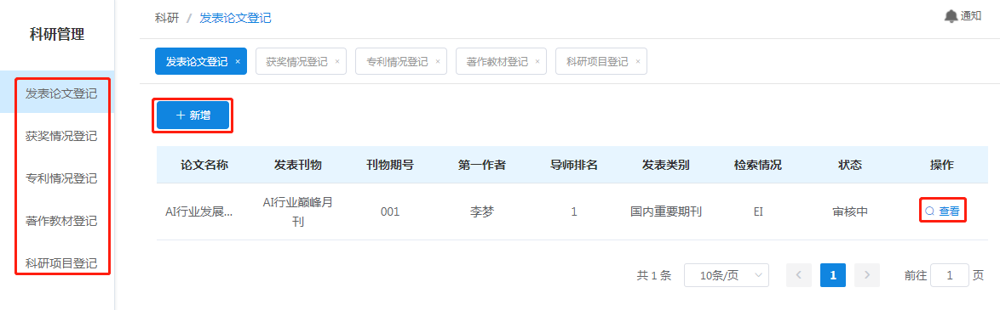 科研管理
发表论文登记
获奖情况登记
专利情况登记
著作教材登记
科研项目登记
科研 / 发表论文登记
通知
发表论文登记 × 获奖情况登记 × 专利情况登记 × 著作教材登记 × 科研项目登记 ×
+ 新增
论文名称 发表刊物 刊物期号 第一作者 导师排名 发表类别 检索情况 状态 操作
AI行业发展... AI行业巅峰月刊 001 李梦 1 国内重要期刊 EI 审核中 查看
共 1 条 10条/页 < 1 > 前往 1 页